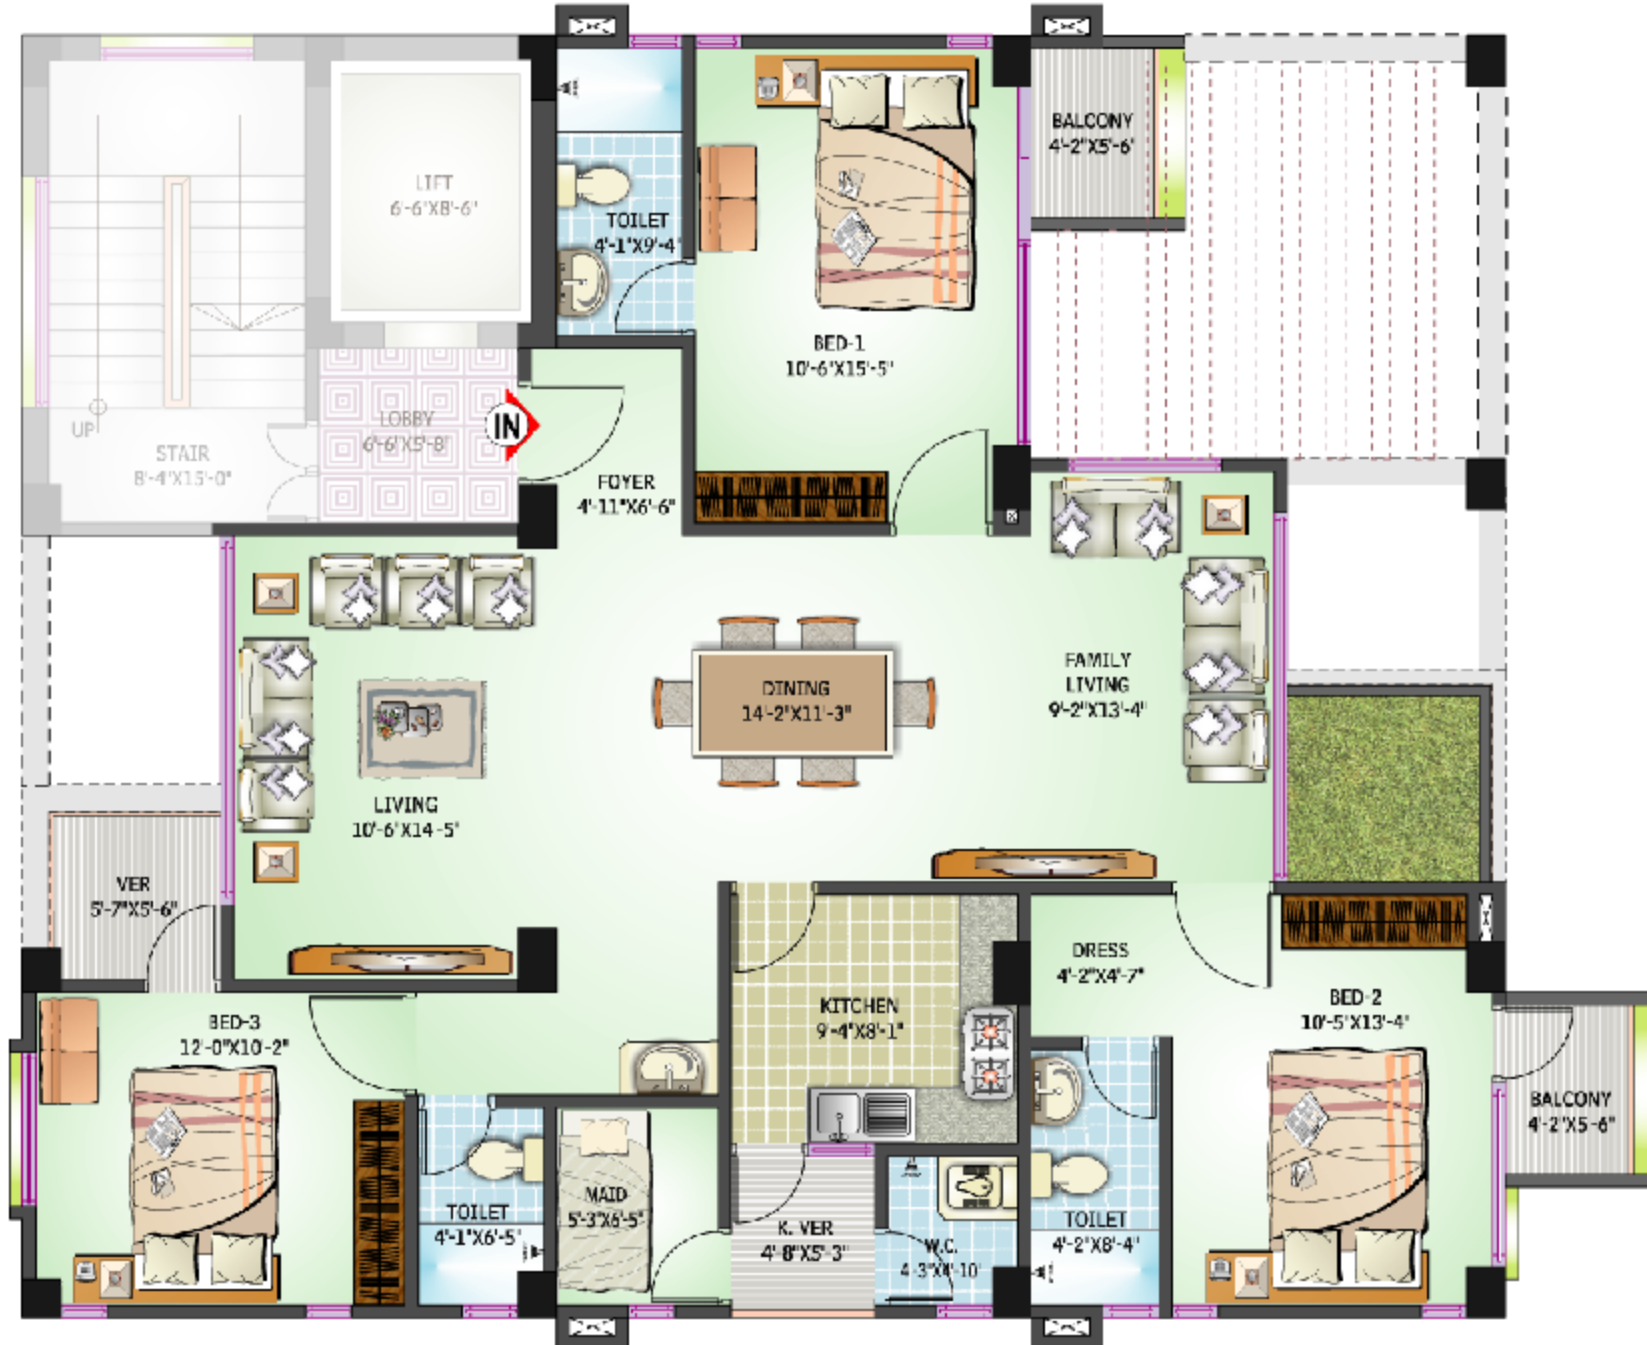 LIFT
6'-6"X8'-6"
TOILET
4'-1"X9'-4"
BED-1
10'-6"X15'-5"
BALCONY
4'-2"X5'-6"
UP
STAIR
8'-4"X15'-0"
LOBBY
6'-6"X5'-8"
IN
FOYER
4'-11"X6'-6"
LIVING
10'-6"X14'-5"
DINING
14'-2"X11'-3"
FAMILY
LIVING
9'-2"X13'-4"
VER
5'-7"X5'-6"
BED-3
12'-0"X10'-2"
KITCHEN
9'-4"X8'-1"
DRESS
4'-2"X4'-7"
BED-2
10'-5"X13'-4"
BALCONY
4'-2"X5'-6"
TOILET
4'-1"X6'-5"
MAID
5'-3"X6'-5"
K. VER
4'-8"X5'-3"
W.C.
4'-3"X4'-10"
TOILET
4'-2"X8'-4"